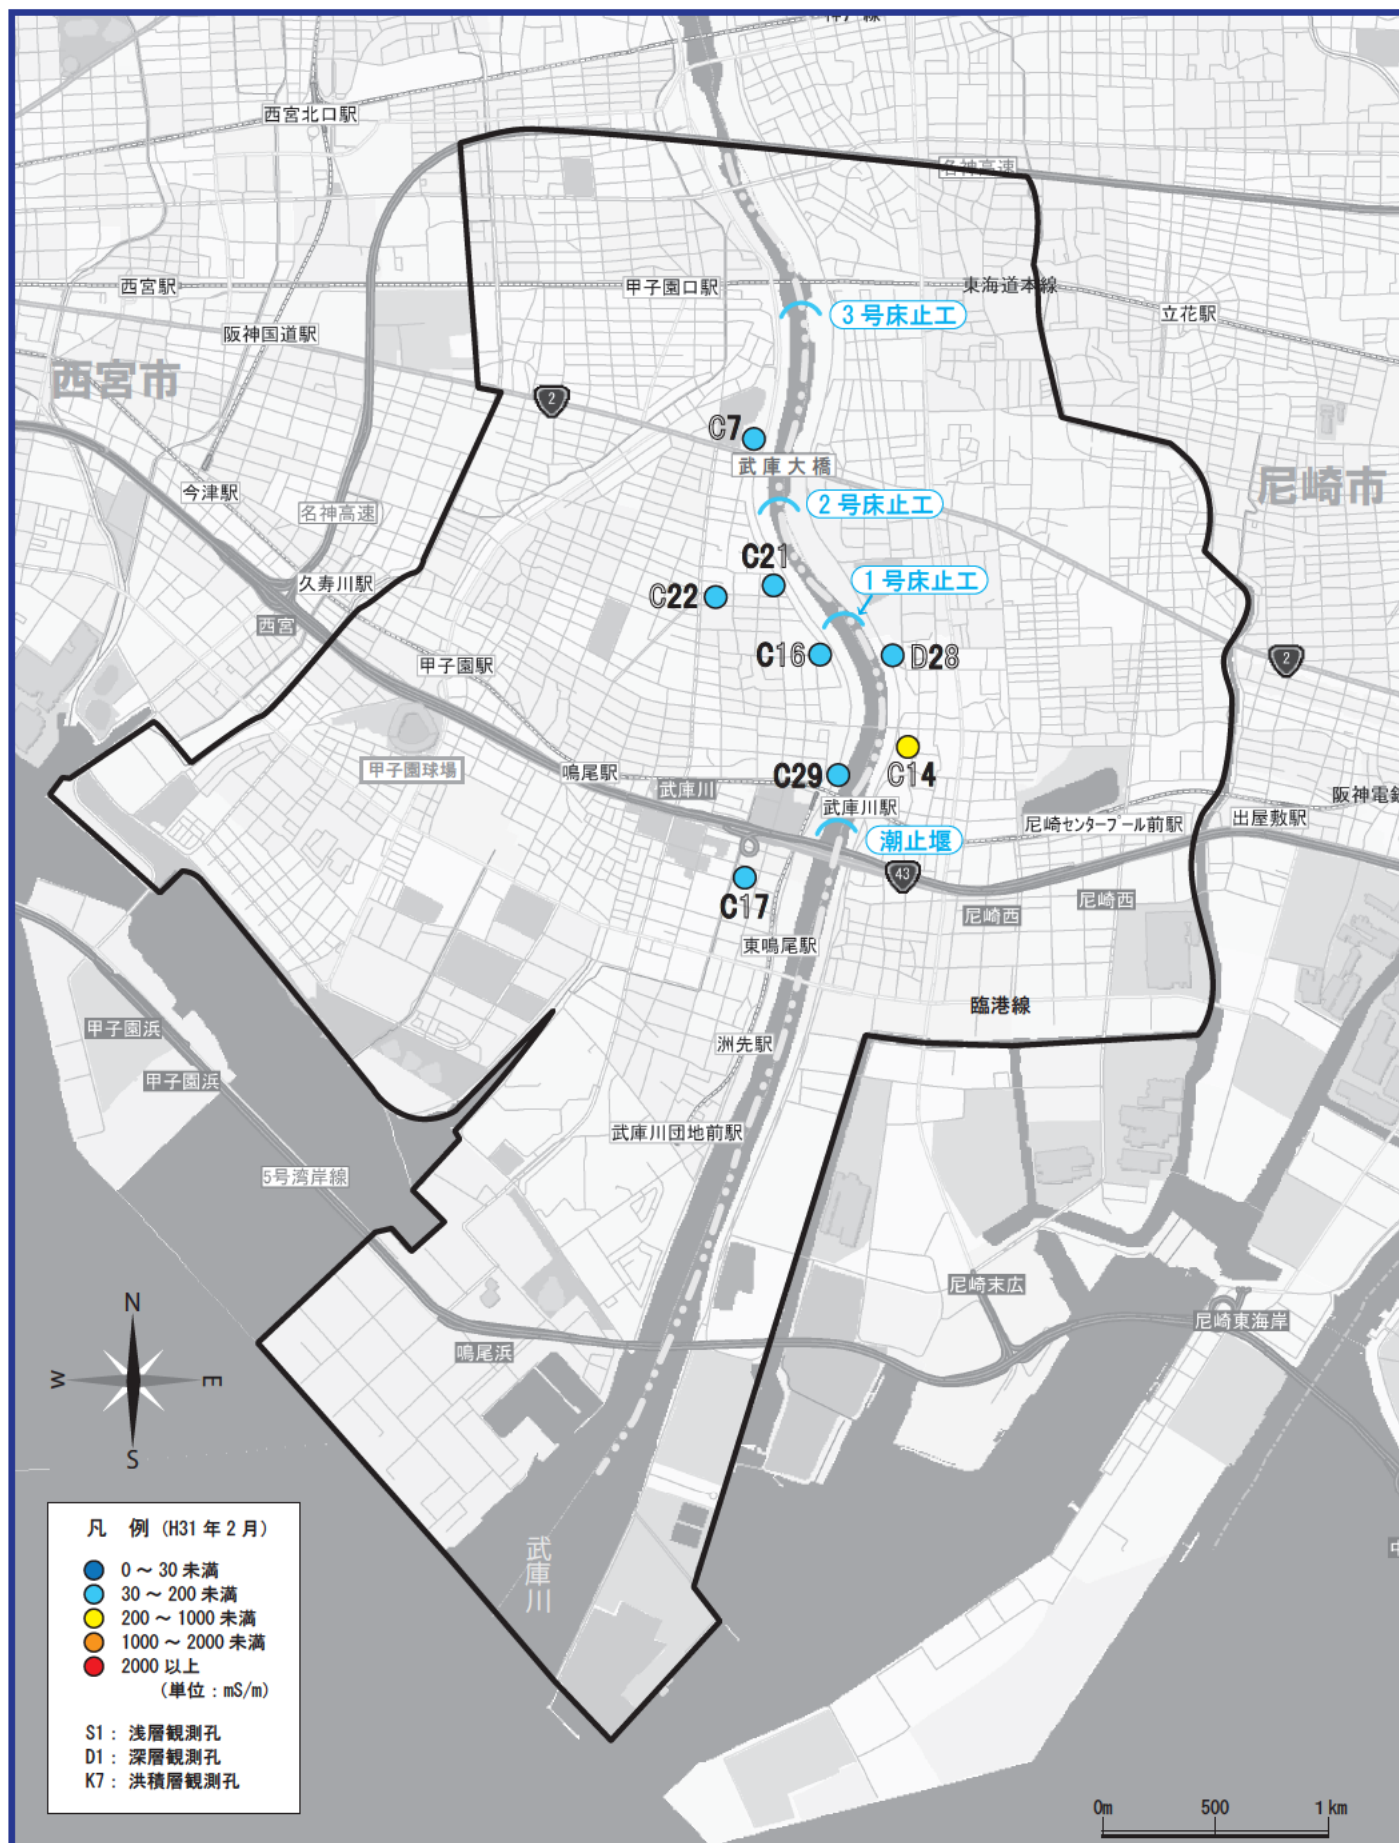 神戸線
西宮北口駅
名神高速
西宮駅
甲子園口駅
東海道本線
3号床止工
立花駅
阪神国道駅
西宮市
2
C7
武庫大橋
尼崎市
今津駅
名神高速
2号床止工
C21
1号床止工
久寿川駅
C22
西宮
C16
D28
2
甲子園駅
C14
甲子園球場
鳴尾駅
C29
武庫川
武庫川駅
阪神電
尼崎センタープール前駅
出屋敷駅
潮止堰
43
C17
尼崎西
尼崎西
東鳴尾駅
臨港線
甲子園浜
洲先駅
甲子園浜
武庫川団地前駅
5号湾岸線
尼崎末広
N
尼崎東海岸
鳴尾浜
W
E
S
武庫川
凡 例 (H31年2月)
0～30未満
30～200未満
200～1000未満
1000～2000未満
2000以上
(単位:mS/m)
S1: 浅層観測孔
D1: 深層観測孔
K7: 洪積層観測孔
0m 500 1km